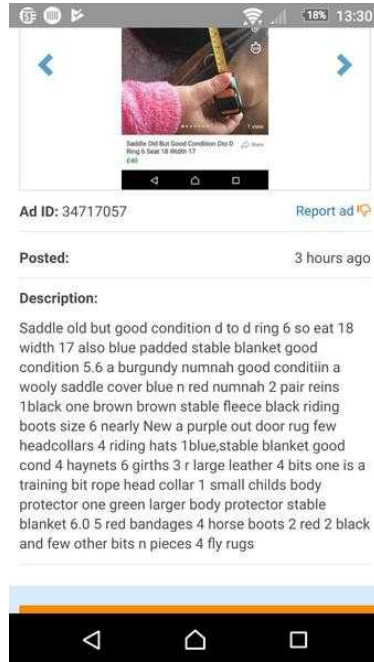 18% 13:30
1 view
Saddle Old But Good Condition Dto D
Ring 6 Seat 18 Width 17
Share
£40
Ad ID: 34717057
Report ad
Posted:
3 hours ago
Description:
Saddle old but good condition d to d ring 6 so eat 18
width 17 also blue padded stable blanket good
condition 5.6 a burgundy numnah good conditiin a
wooly saddle cover blue n red numnah 2 pair reins
1black one brown brown stable fleece black riding
boots size 6 nearly New a purple out door rug few
headcollars 4 riding hats 1blue,stable blanket good
cond 4 haynets 6 girths 3 r large leather 4 bits one is a
training bit rope head collar 1 small childs body
protector one green larger body protector stable
blanket 6.0 5 red bandages 4 horse boots 2 red 2 black
and few other bits n pieces 4 fly rugs